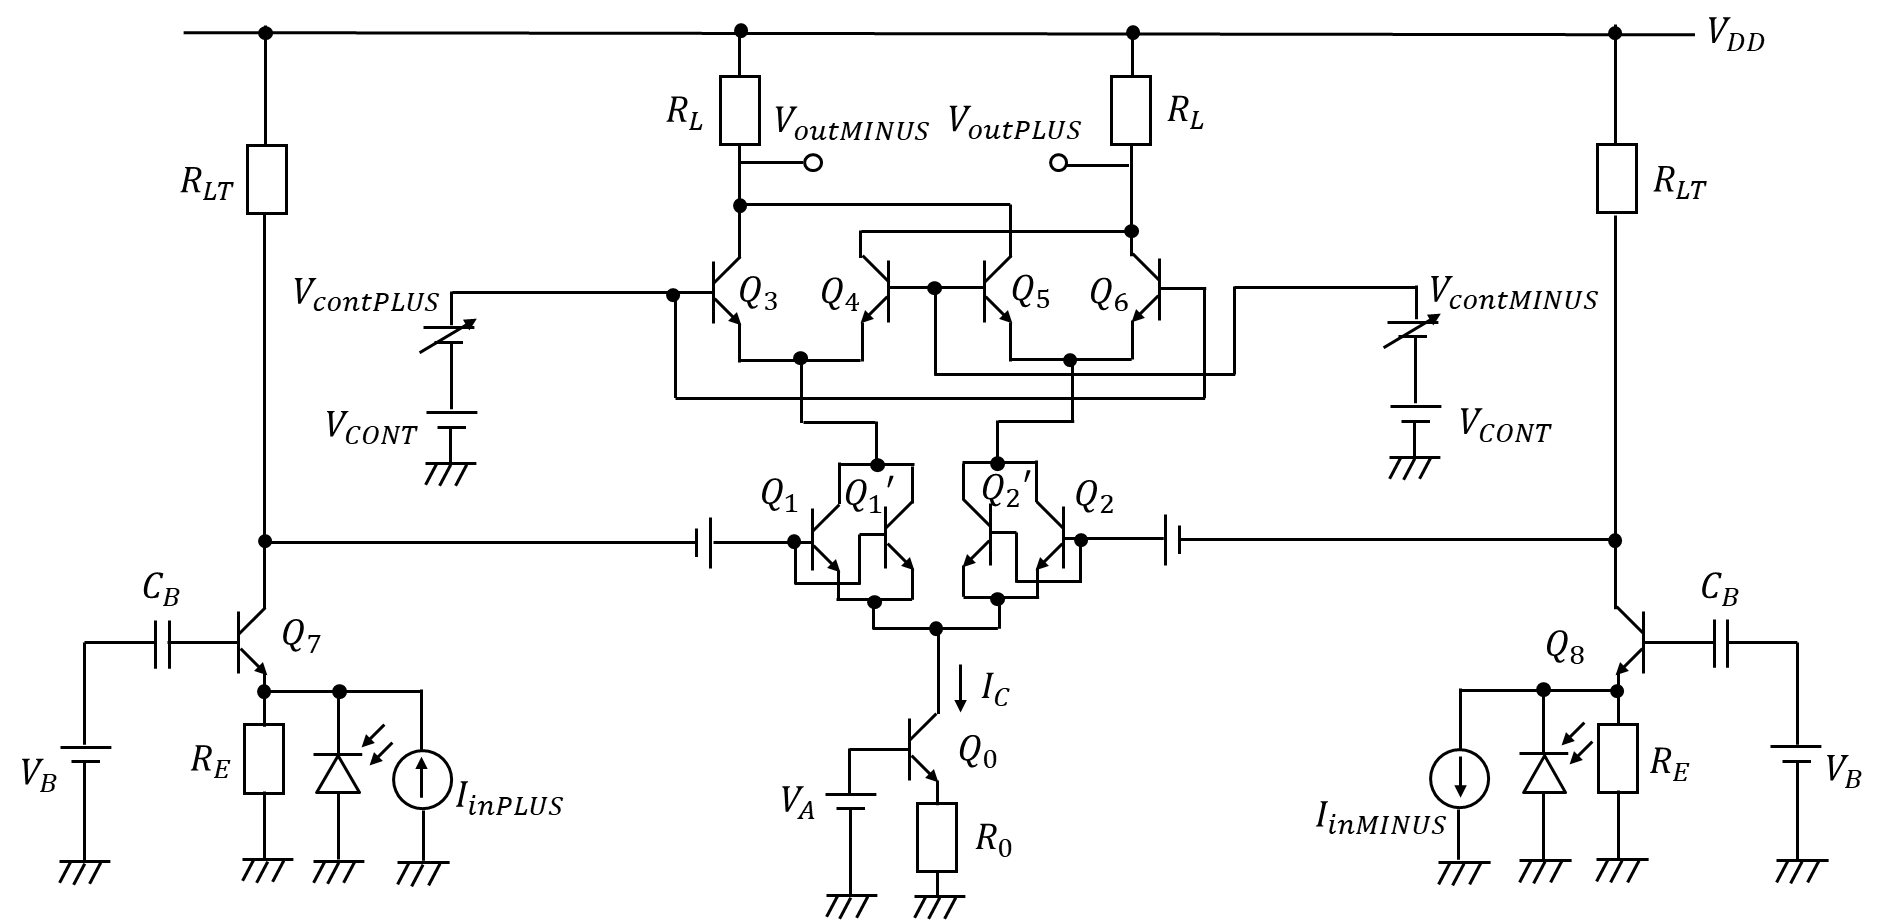 V_DD
R_L
V_outMINUS
V_outPLUS
R_L
R_LT
R_LT
V_contPLUS
Q_3
Q_4
Q_5
Q_6
V_contMINUS
V_CONT
V_CONT
Q_1
Q_1'
Q_2'
Q_2
C_B
C_B
Q_7
Q_8
I_C
V_B
R_E
I_inPLUS
V_A
Q_0
R_0
I_inMINUS
R_E
V_B